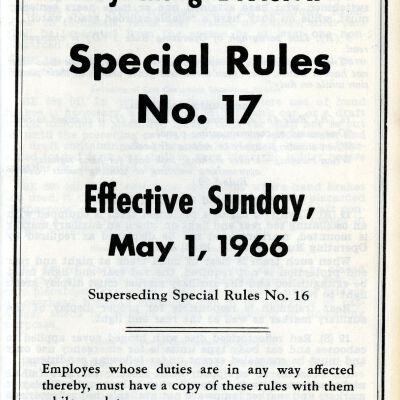 Special Rules
No. 17
Effective Sunday,
May 1, 1966
Superseding Special Rules No. 16
Employes whose duties are in any way affected
thereby, must have a copy of these rules with them